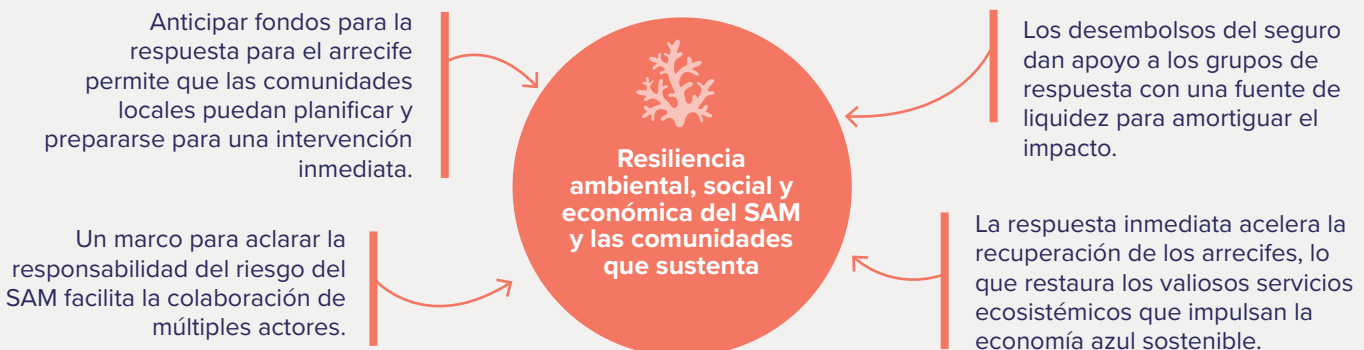 Anticipar fondos para la
respuesta para el arrecife
permite que las comunidades
locales puedan planificar y
prepararse para una intervención
inmediata.
Un marco para aclarar la
responsabilidad del riesgo del
SAM facilita la colaboración de
múltiples actores.
Resiliencia
ambiental, social y
económica del SAM
y las comunidades
que sustenta
Los desembolsos del seguro
dan apoyo a los grupos de
respuesta con una fuente de
liquidez para amortiguar el
impacto.
La respuesta inmediata acelera la
recuperación de los arrecifes, lo
que restaura los valiosos servicios
ecosistémicos que impulsan la
economía azul sostenible.